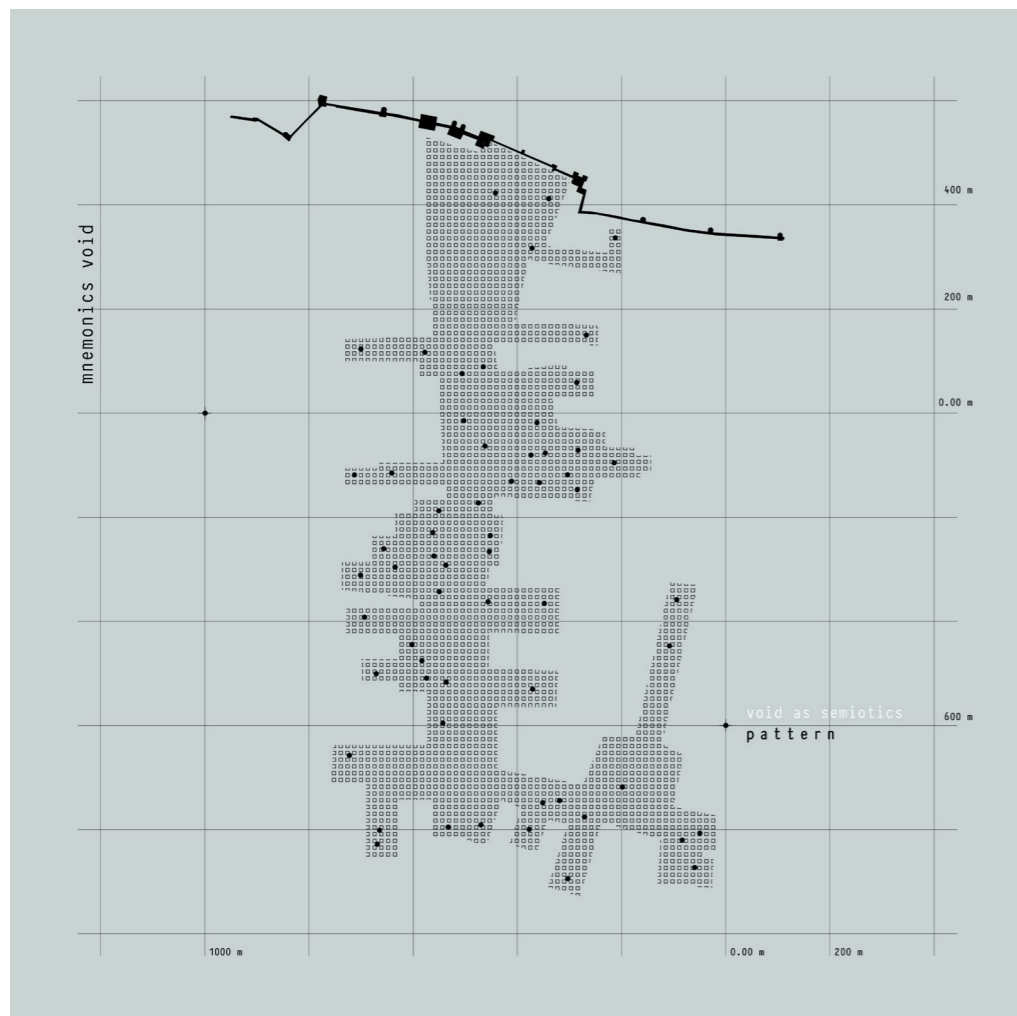 mnemonics void
400 m
200 m
0.00 m
void as semiotics
pattern
600 m
1000 m
0.00 m
200 m